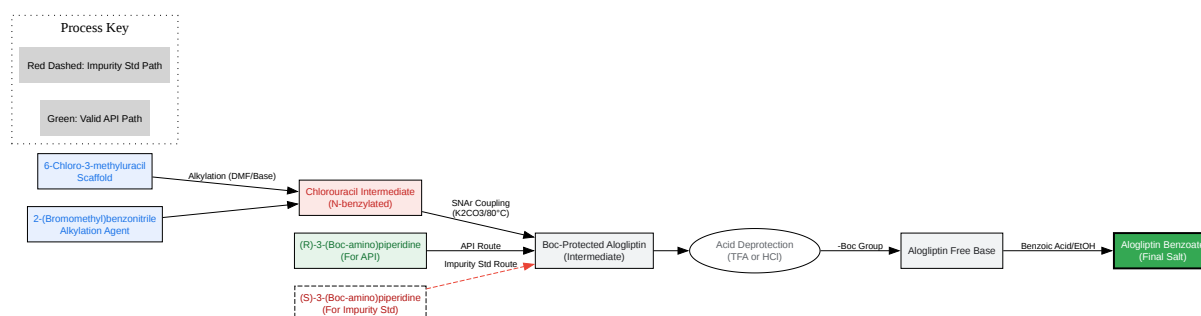 Process Key
Red Dashed: Impurity Std Path
Green: Valid API Path
6-Chloro-3-methyluracil
Scaffold
Alkylation (DMF/Base)
2-(Bromomethyl)benzonitrile
Alkylation Agent
Chlorouracil Intermediate
(N-benzylated)
SNAr Coupling
(K2CO3/80°C)
(R)-3-(Boc-amino)piperidine
(For API)
API Route
Impurity Std Route
(S)-3-(Boc-amino)piperidine
(For Impurity Std)
Boc-Protected Alogliptin
(Intermediate)
Acid Deprotection
(TFA or HCl)
-Boc Group
Alogliptin Free Base
Benzoic Acid/EtOH
Alogliptin Benzoate
(Final Salt)